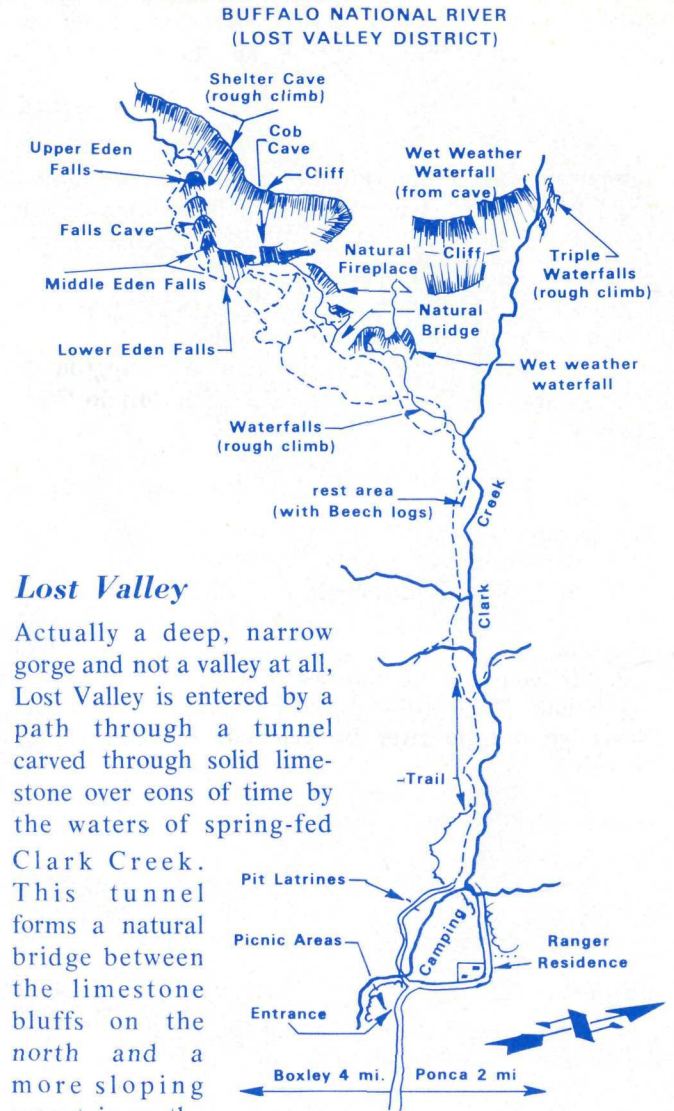 BUFFALO NATIONAL RIVER
(LOST VALLEY DISTRICT)
Shelter Cave
(rough climb)
Cob
Cave
Upper Eden
Falls
Cliff
Wet Weather
Waterfall
(from cave)
Falls Cave
Natural
Fireplace
Cliff
Triple
Waterfalls
(rough climb)
Middle Eden Falls
Natural
Bridge
Lower Eden Falls
Wet weather
waterfall
Waterfalls
(rough climb)
rest area
(with Beech logs)
Creek
Clark
Lost Valley
Actually a deep, narrow
gorge and not a valley at all,
Lost Valley is entered by a
path through a tunnel
carved through solid lime-
stone over eons of time by
the waters of spring-fed
Clark Creek.
This tunnel
forms a natural
bridge between
the limestone
bluffs on the
north and a
more sloping
Trail
Pit Latrines
Picnic Areas
Camping
Ranger
Residence
Entrance
Boxley 4 mi.
Ponca 2 mi